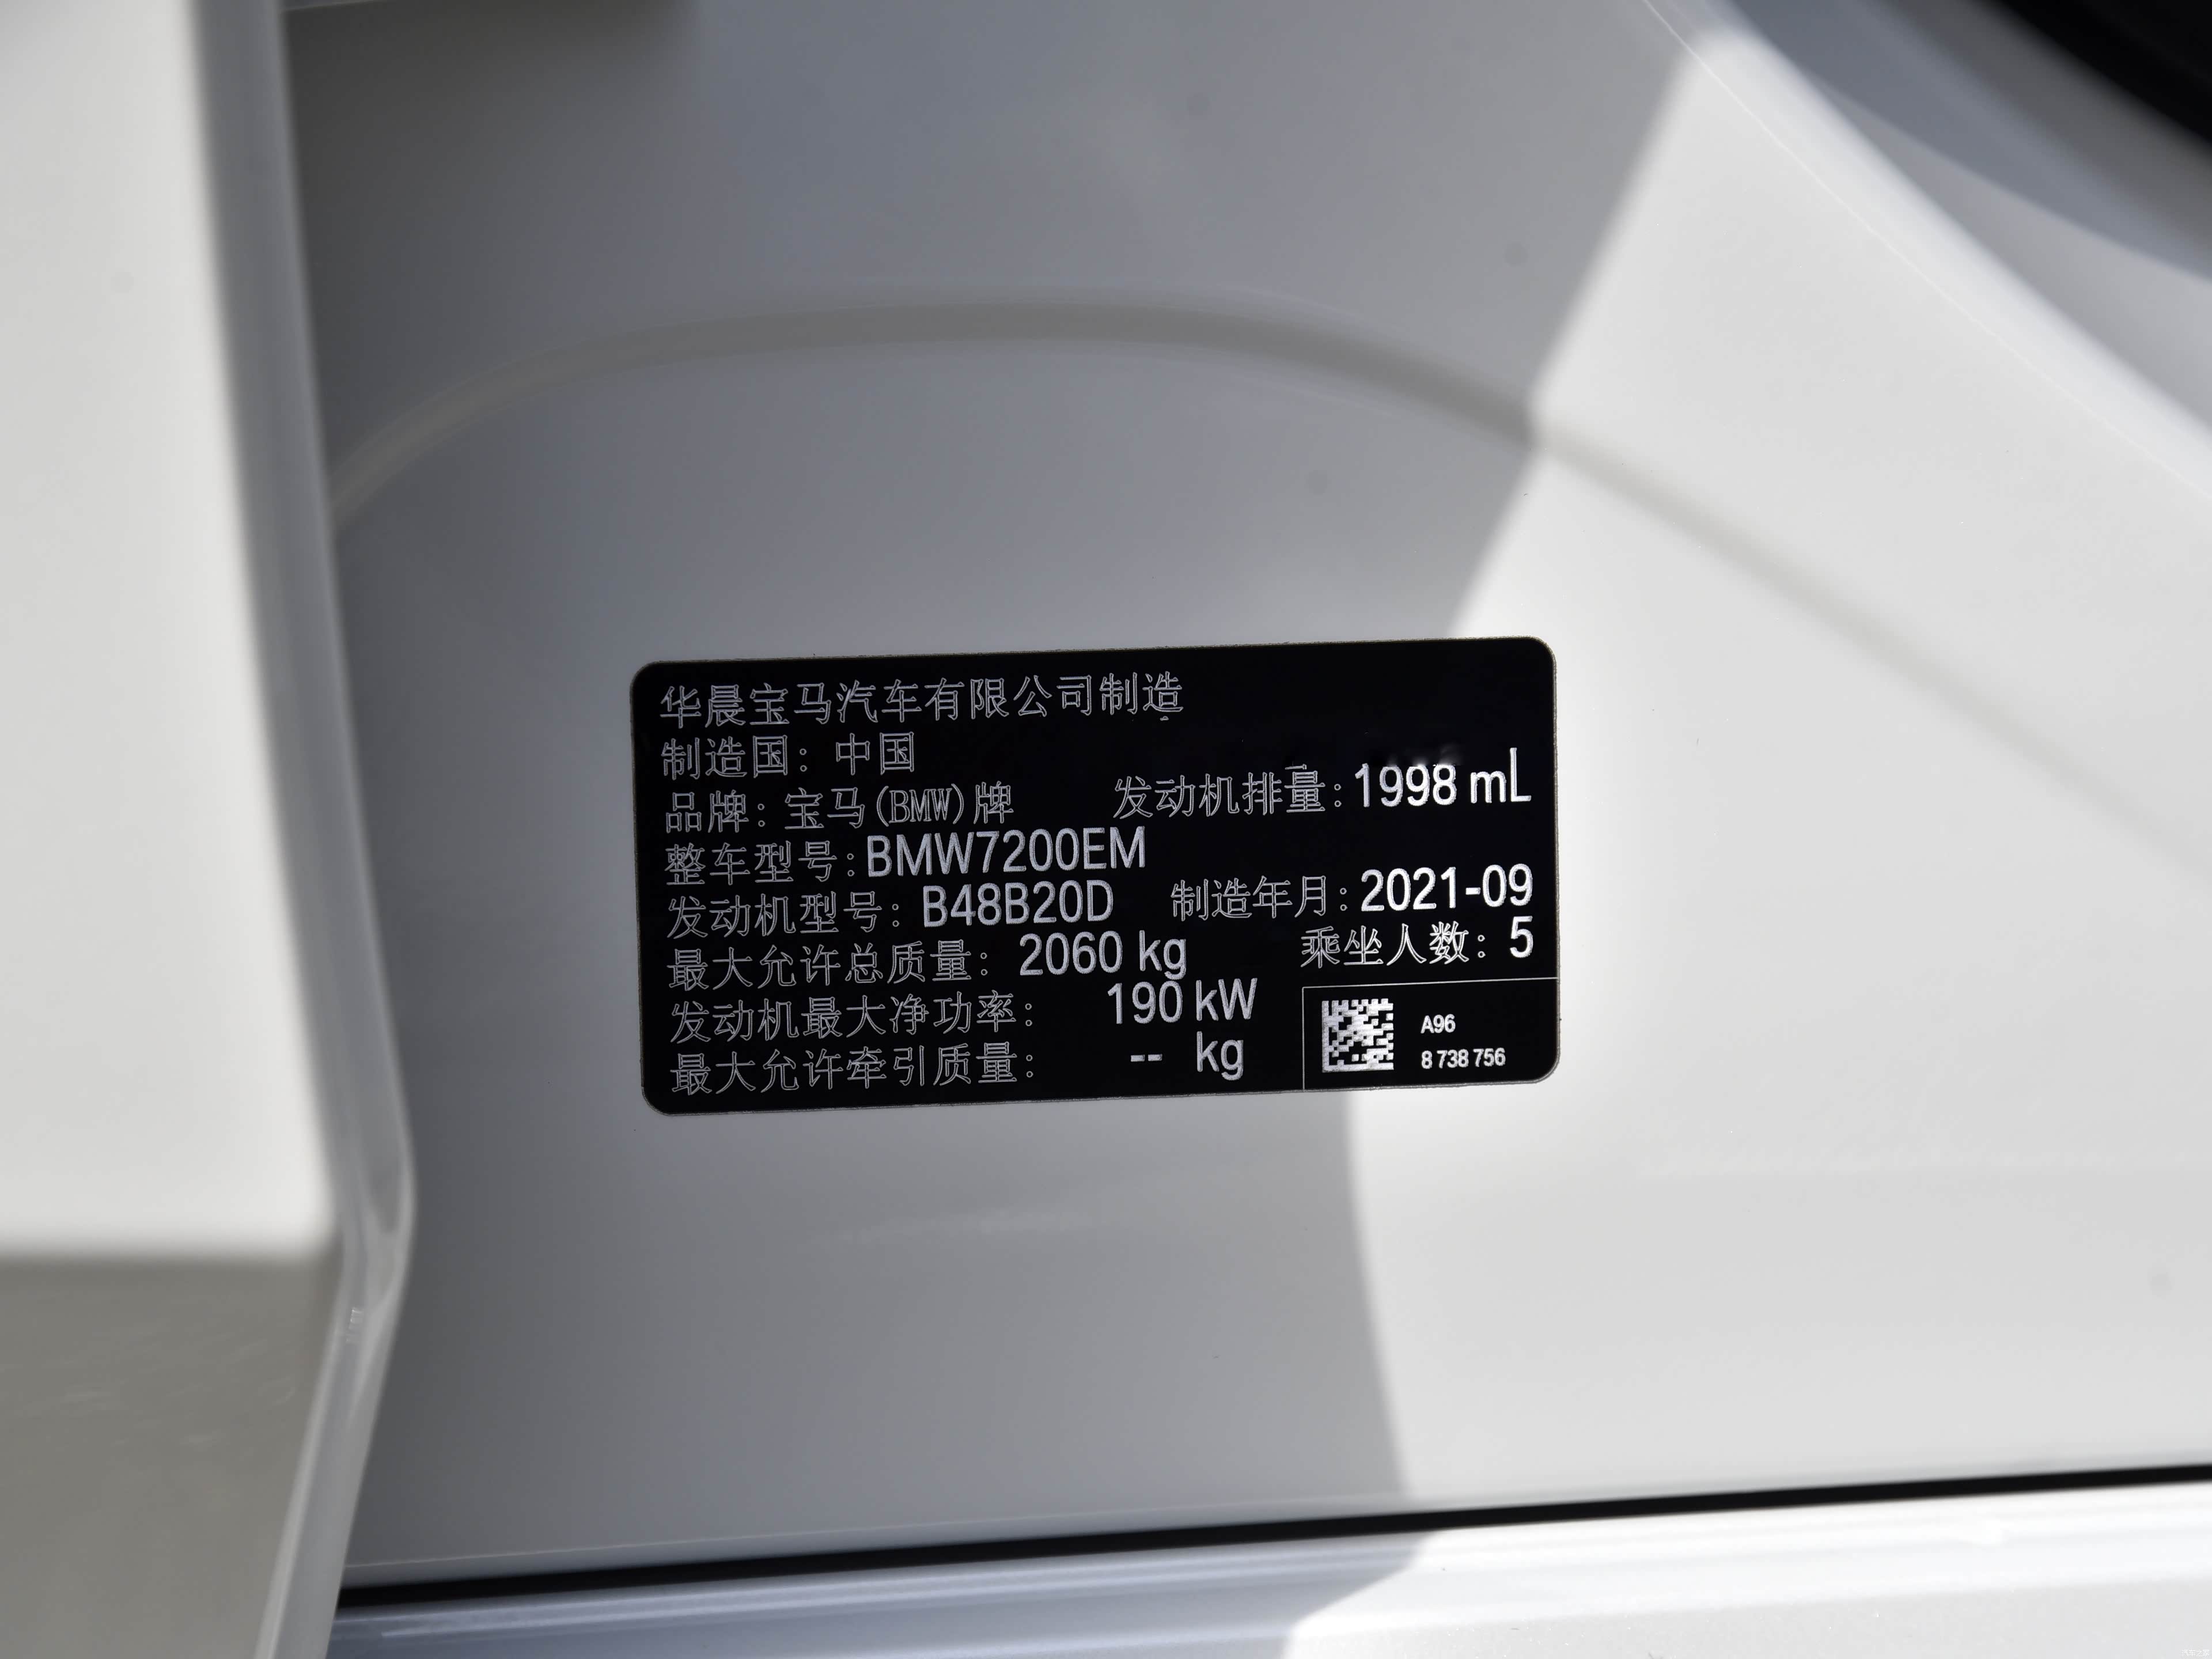 华晨宝马汽车有限公司制造
制造国：中国
品牌：宝马(BMW)牌 发动机排量：1998 mL
整车型号：BMW7200EM
发动机型号：B48B20D 制造年月：2021-09
最大允许总质量：2060 kg 乘坐人数：5
发动机最大净功率：190 kW
最大允许牵引质量：-- kg
A96
8 738 756